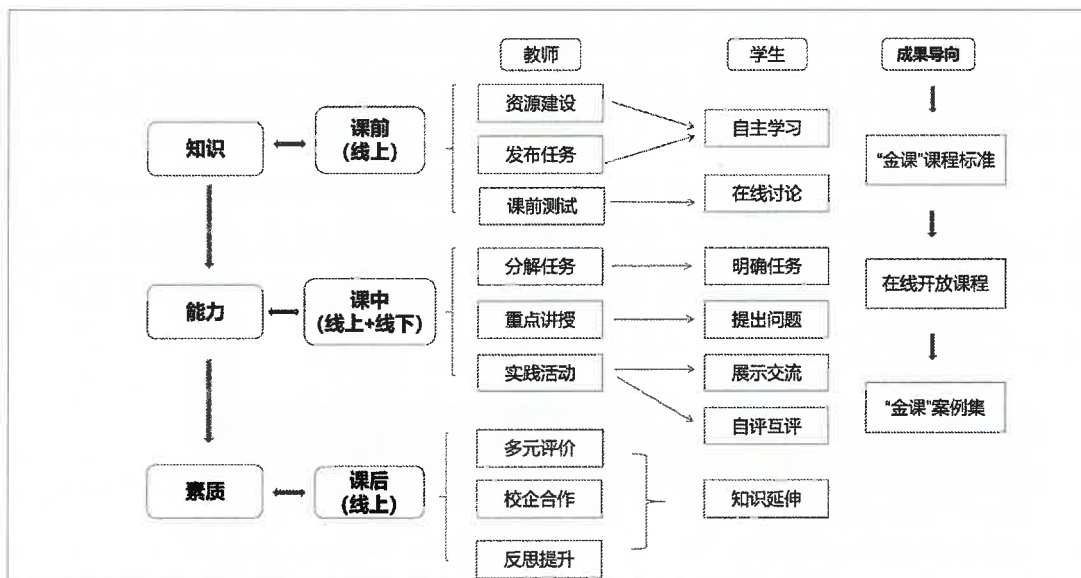 教师
学生
成果导向
知识
课前
(线上)
资源建设
发布任务
课前测试
自主学习
在线讨论
“金课”课程标准
能力
课中
(线上+线下)
分解任务
重点讲授
实践活动
明确任务
提出问题
展示交流
自评互评
在线开放课程
“金课”案例集
素质
课后
(线上)
多元评价
校企合作
反思提升
知识延伸